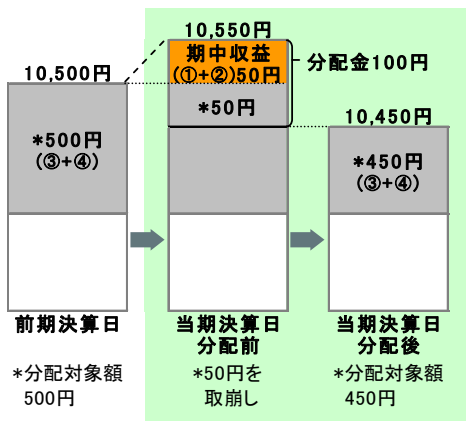 10,550円
期中収益
(①+②)50円
分配金100円
10,500円
*50円
10,450円
*500円
(③+④)
*450円
(③+④)
前期決算日
当期決算日
分配前
当期決算日
分配後
*分配対象額
500円
*50円を
取崩し
*分配対象額
450円